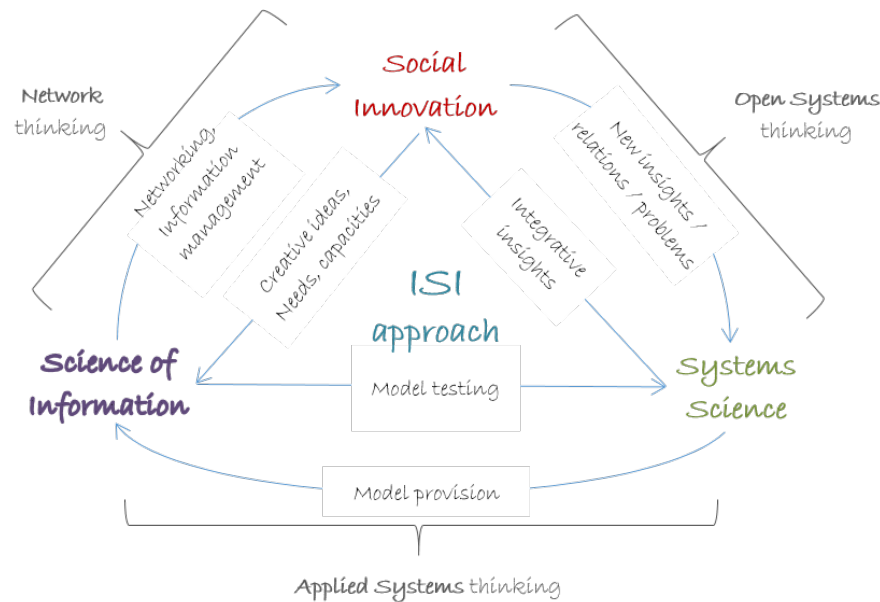 Social
Innovation
Network
thinking
Open Systems
thinking
Networking,
Information
management
Creative ideas,
Needs, capacities
Integrative
insights
New insights /
relations / problems
ISI
approach
Science of
Information
Model testing
Systems
Science
Model provision
Applied Systems thinking